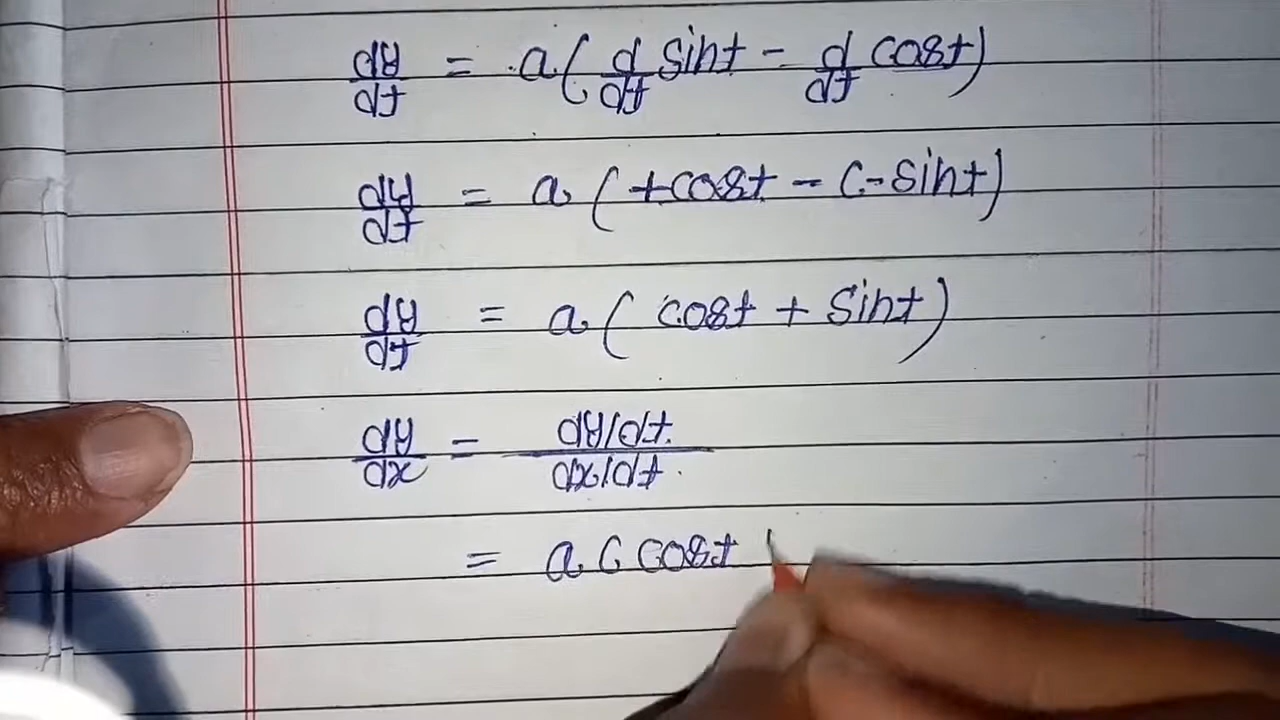 dy/dt = a( d/dt sint - d/dt cost)
dy/dt = a (+cost - (-sint)
dy/dt = a( cost + sint)
dy/dx = dy/dt / dx/dt
= a ( cost